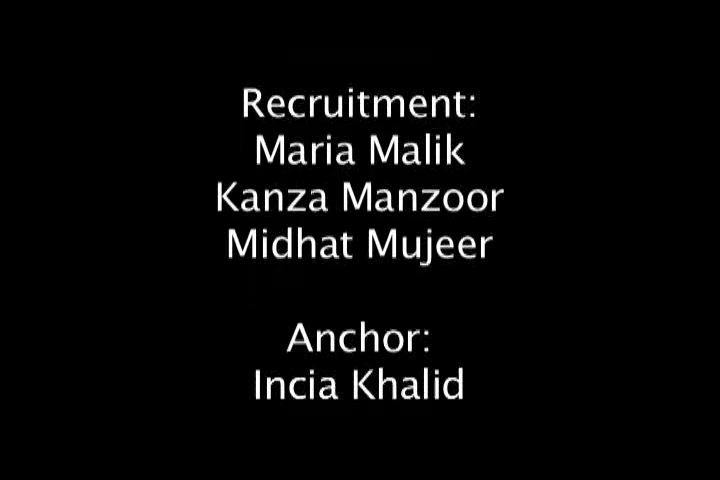 Recruitment:
Maria Malik
Kanza Manzoor
Midhat Mujeer
Anchor:
Incia Khalid